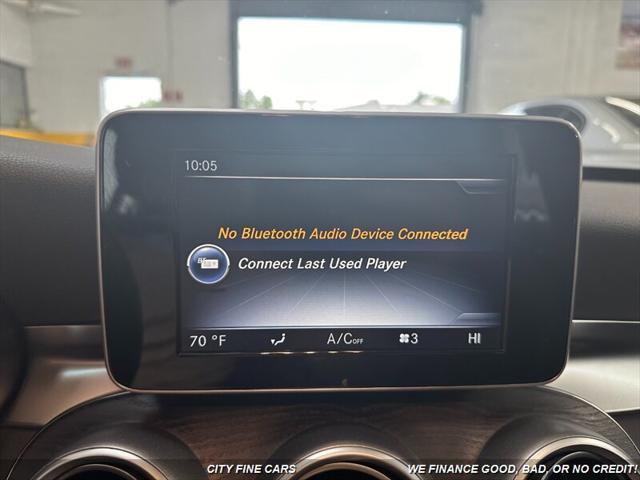 10:05
No Bluetooth Audio Device Connected
Connect Last Used Player
70 °F A/C OFF 3 HI
CITY FINE CARS WE FINANCE GOOD, BAD, OR NO CREDIT!